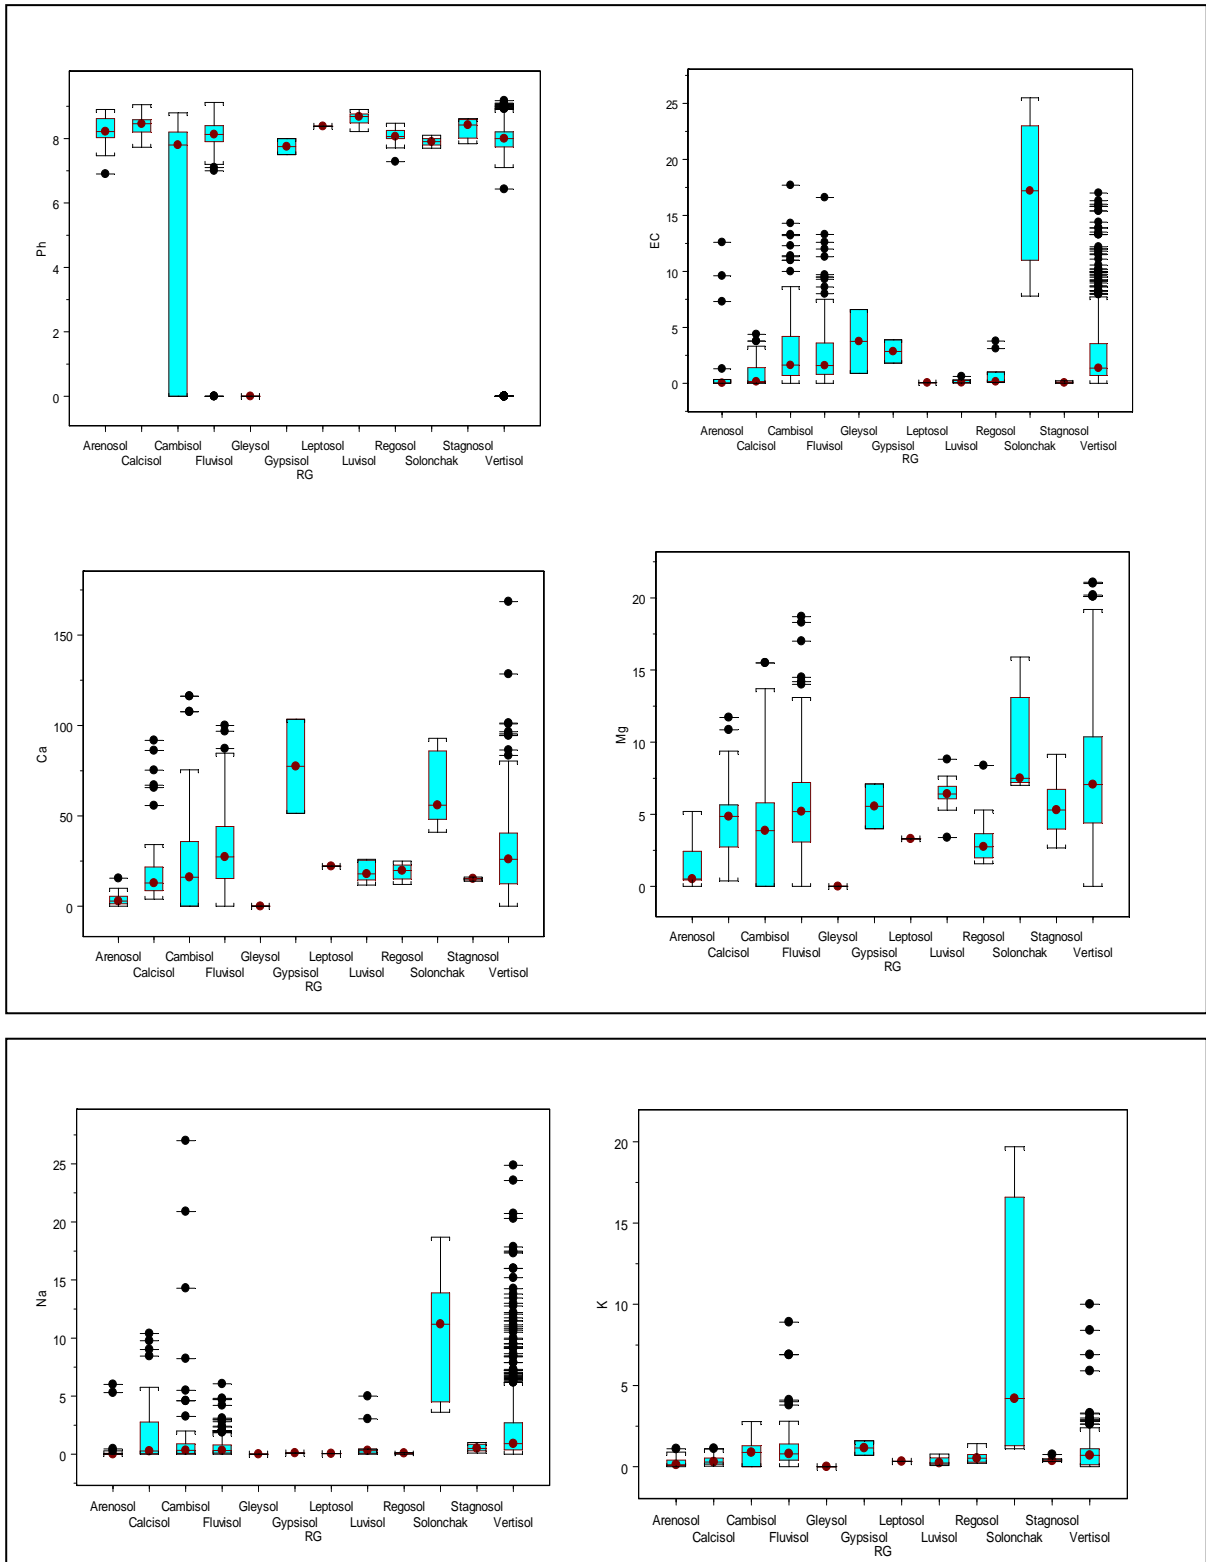 Ph
8
6
4
2
0
Arenosol Cambisol Gleysol Leptosol Regosol Stagnosol
Calcisol Fluvisol Gypsisol Luvisol Solonchak Vertisol
RG
EC
25
20
15
10
5
0
Arenosol Cambisol Gleysol Leptosol Regosol Stagnosol
Calcisol Fluvisol Gypsisol Luvisol Solonchak Vertisol
RG
Ca
150
100
50
0
Arenosol Cambisol Gleysol Leptosol Regosol Stagnosol
Calcisol Fluvisol Gypsisol Luvisol Solonchak Vertisol
RG
Mg
20
15
10
5
0
Arenosol Cambisol Gleysol Leptosol Regosol Stagnosol
Calcisol Fluvisol Gypsisol Luvisol Solonchak Vertisol
RG
Na
25
20
15
10
5
0
Arenosol Cambisol Gleysol Leptosol Regosol Stagnosol
Calcisol Fluvisol Gypsisol Luvisol Solonchak Vertisol
RG
K
20
15
10
5
0
Arenosol Cambisol Gleysol Leptosol Regosol Stagnosol
Calcisol Fluvisol Gypsisol Luvisol Solonchak Vertisol
RG